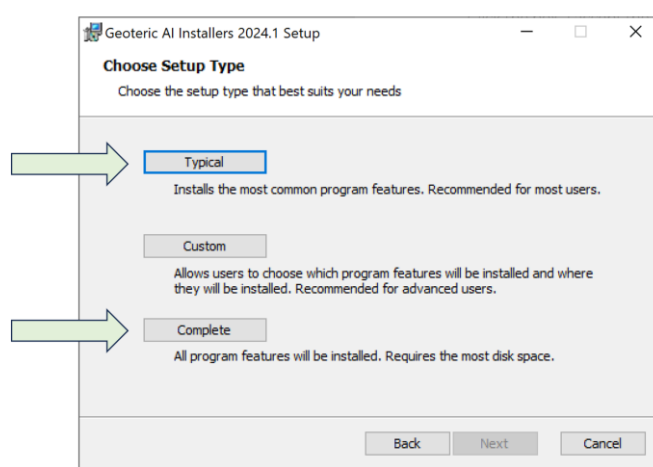 Geoteric AI Installers 2024.1 Setup
Choose Setup Type
Choose the setup type that best suits your needs
Typical
Installs the most common program features. Recommended for most users.
Custom
Allows users to choose which program features will be installed and where
they will be installed. Recommended for advanced users.
Complete
All program features will be installed. Requires the most disk space.
Back Next Cancel